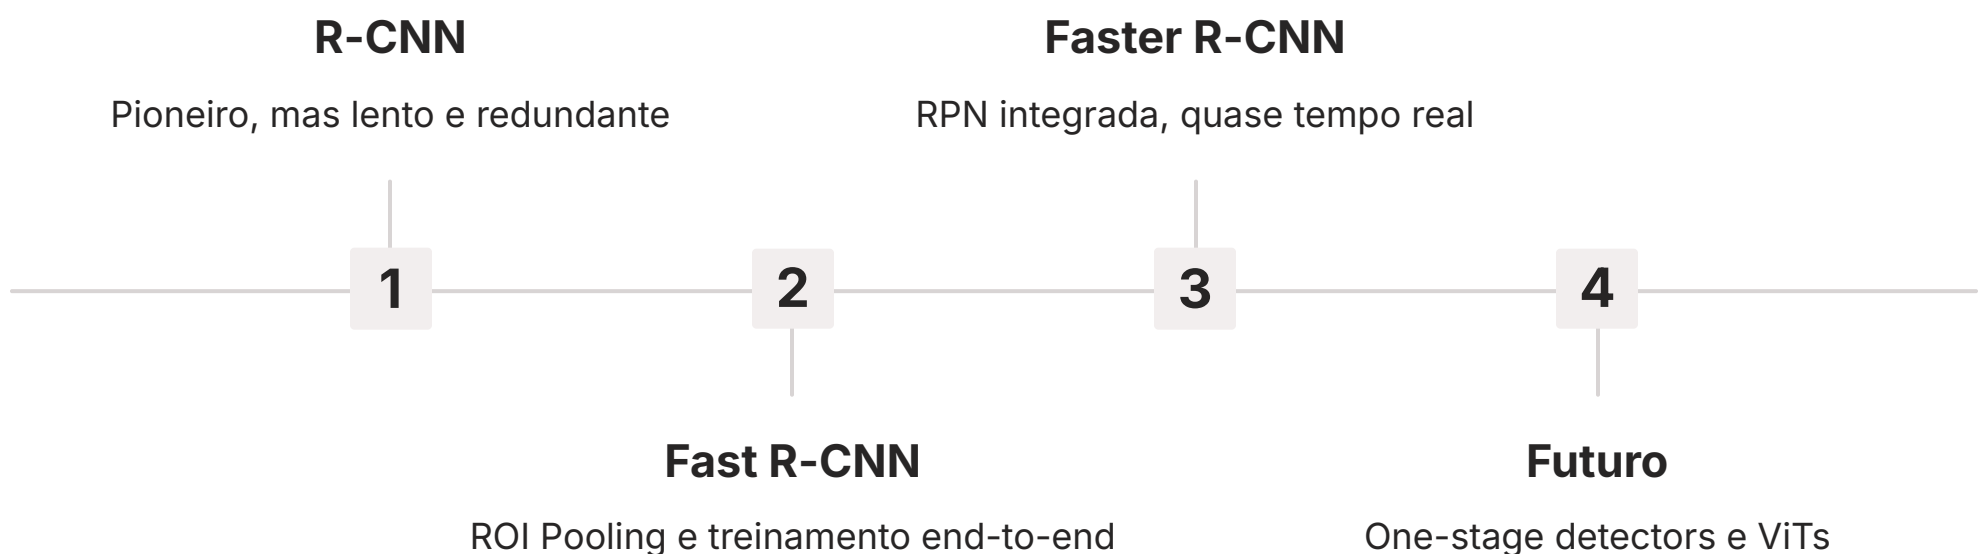 R-CNN
Pioneiro, mas lento e redundante
Faster R-CNN
RPN integrada, quase tempo real
1
2
3
4
Fast R-CNN
ROI Pooling e treinamento end-to-end
Futuro
One-stage detectors e ViTs